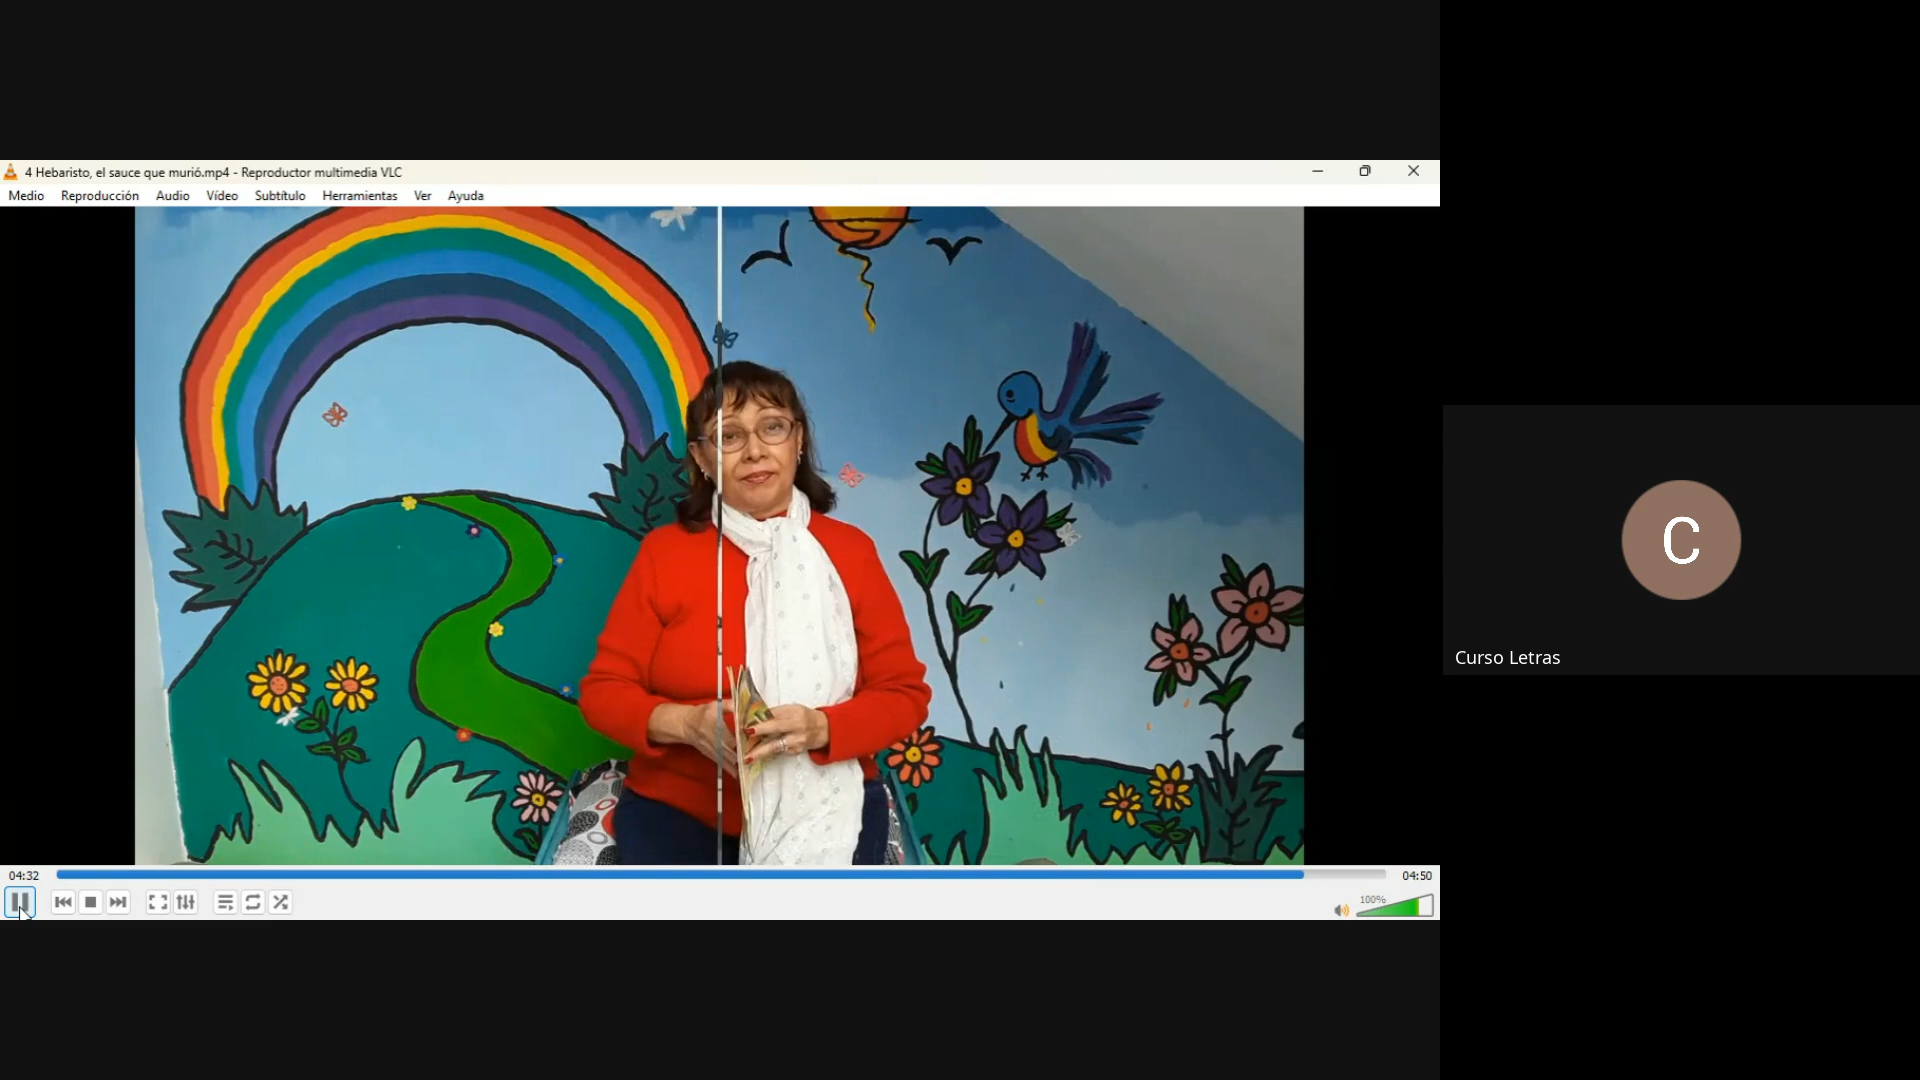 4 Hebaristo, el sauce que murió.mp4 - Reproductor multimedia VLC
Medio Reproducción Audio Vídeo Subtítulo Herramientas Ver Ayuda
C
Curso Letras
04:32
04:50
100%